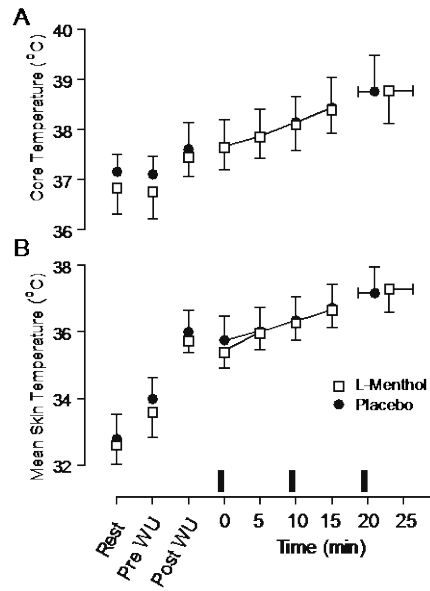 A
Core Temperature (°C)
40
39
38
37
36
B
Mean Skin Temperature (°C)
38
36
34
32
L-Menthol
Placebo
Rest
Pre WU
Post WU
0
5
10
15
20
25
Time (min)